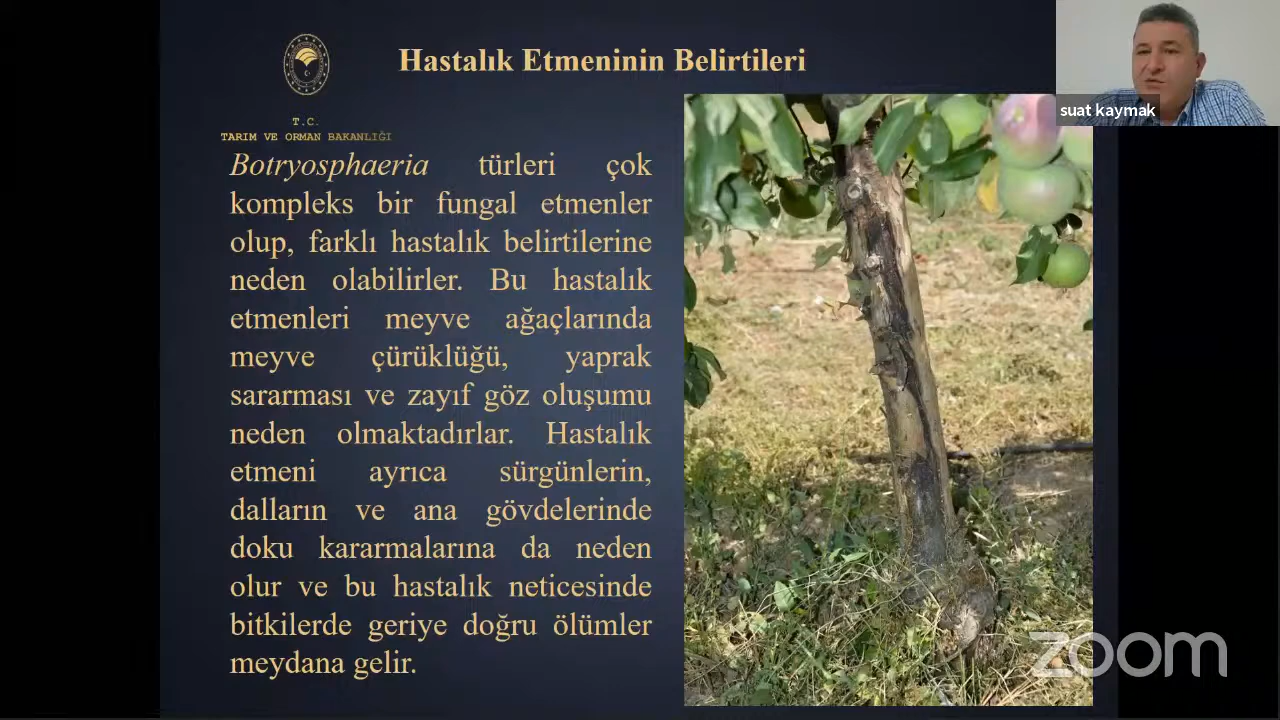 Hastalık Etmeninin Belirtileri
suat kaymak
T.C.
TARIM VE ORMAN BAKANLIĞI
Botryosphaeria türleri çok
kompleks bir fungal etmenler
olup, farklı hastalık belirtilerine
neden olabilirler. Bu hastalık
etmenleri meyve ağaçlarında
meyve çürüklüğü, yaprak
sararması ve zayıf göz oluşumu
neden olmaktadırlar. Hastalık
etmeni ayrıca sürgünlerin,
dalların ve ana gövdelerinde
doku kararmalarına da neden
olur ve bu hastalık neticesinde
bitkilerde geriye doğru ölümler
meydana gelir.
zoom